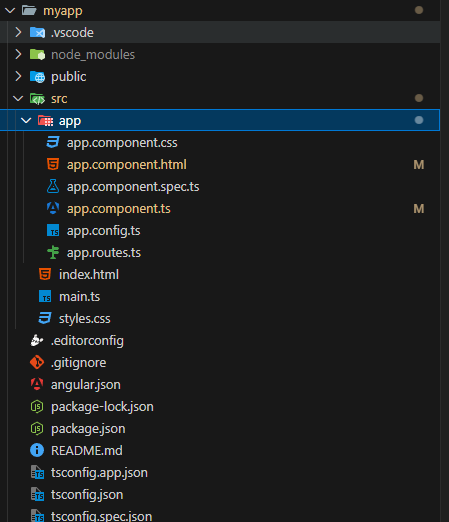 myapp
.vscode
node_modules
public
src
app
app.component.css
app.component.html M
app.component.spec.ts
app.component.ts M
app.config.ts
app.routes.ts
index.html
main.ts
styles.css
.editorconfig
.gitignore
angular.json
package-lock.json
package.json
README.md
tsconfig.app.json
tsconfig.json
tsconfig.spec.json